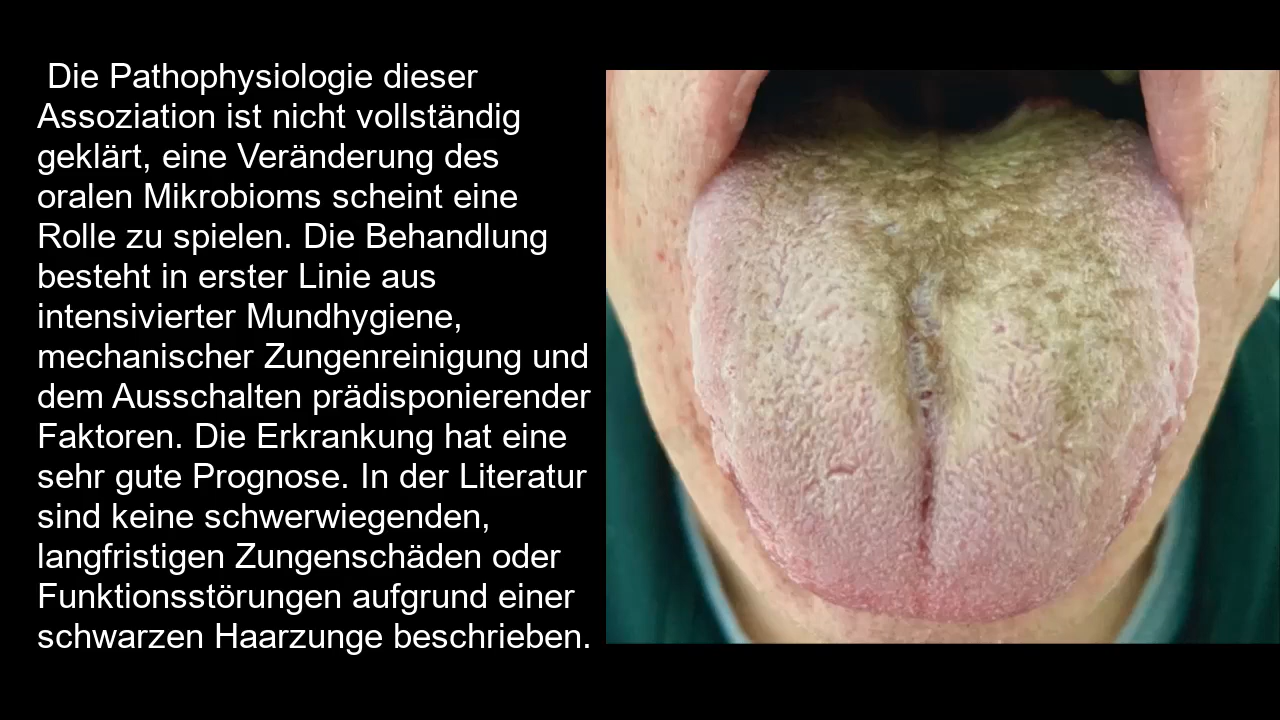 Die Pathophysiologie dieser
Assoziation ist nicht vollständig
geklärt, eine Veränderung des
oralen Mikrobioms scheint eine
Rolle zu spielen. Die Behandlung
besteht in erster Linie aus
intensivierter Mundhygiene,
mechanischer Zungenreinigung und
dem Ausschalten prädisponierender
Faktoren. Die Erkrankung hat eine
sehr gute Prognose. In der Literatur
sind keine schwerwiegenden,
langfristigen Zungenschäden oder
Funktionsstörungen aufgrund einer
schwarzen Haarzunge beschrieben.